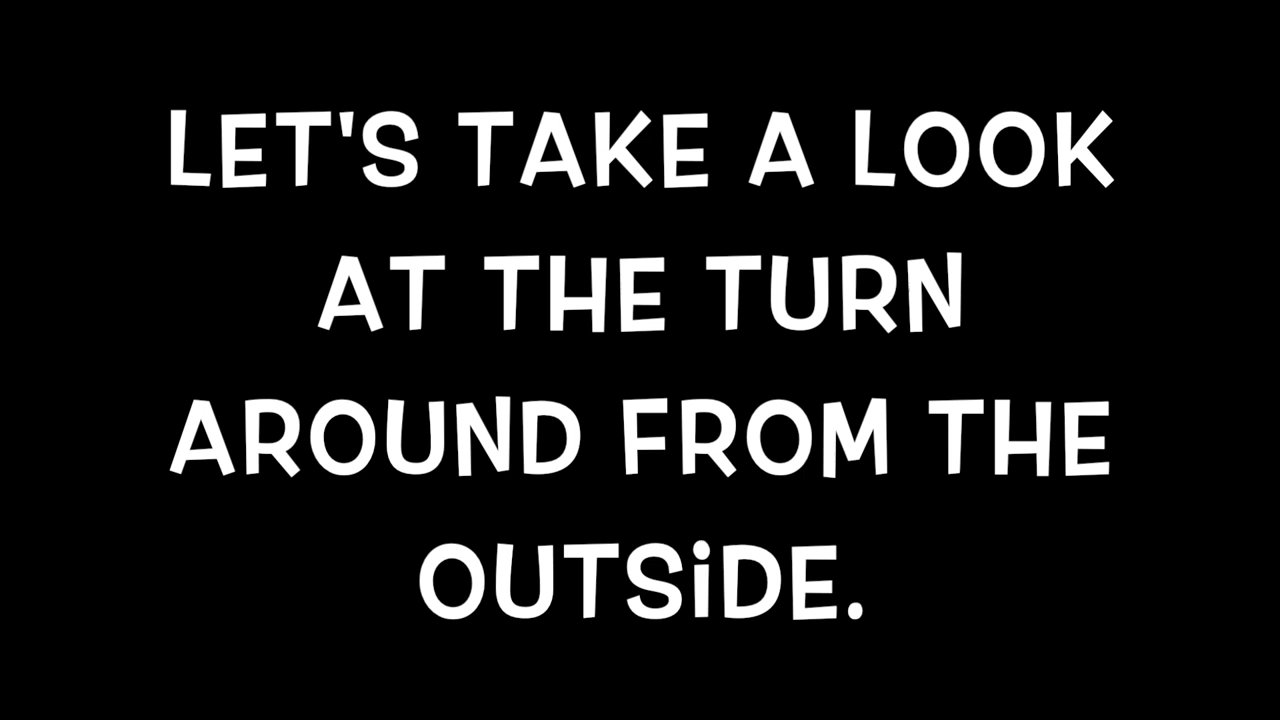 LET'S TAKE A LOOK
AT THE TURN
AROUND FROM THE
OUTSiDE.